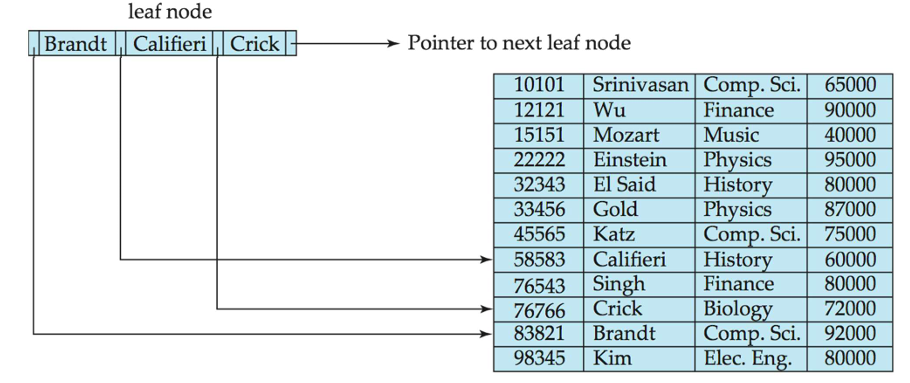 leaf node
Brandt Califieri Crick Pointer to next leaf node
10101 Srinivasan Comp. Sci. 65000
12121 Wu Finance 90000
15151 Mozart Music 40000
22222 Einstein Physics 95000
32343 El Said History 80000
33456 Gold Physics 87000
45565 Katz Comp. Sci. 75000
58583 Califieri History 60000
76543 Singh Finance 80000
76766 Crick Biology 72000
83821 Brandt Comp. Sci. 92000
98345 Kim Elec. Eng. 80000